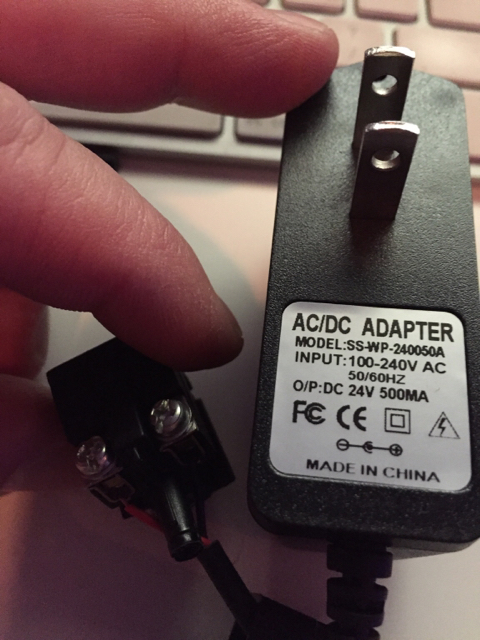 AC/DC ADAPTER
MODEL:SS-WP-240050A
INPUT:100-240V AC
50/60HZ
O/P:DC 24V 500MA
FC CE
MADE IN CHINA